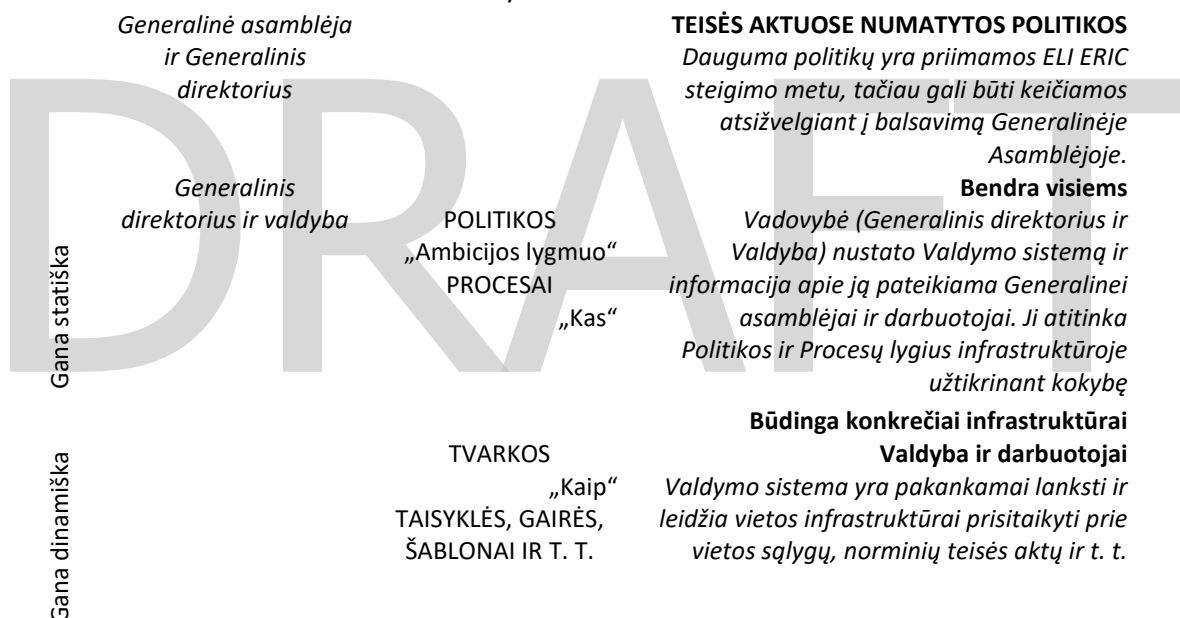 Generalinė asamblėja
ir Generalinis
direktorius
TEISĖS AKTUOSE NUMATYTOS POLITIKOS
Dauguma politikų yra priimamos ELI ERIC
steigimo metu, tačiau gali būti keičiamos
atsižvelgiant į balsavimą Generalinėje
Asamblėjoje.
Generalinis
direktorius ir valdyba
POLITIKOS
„Ambicijos lygmuo“
PROCESAI
„Kas“
Bendra visiems
Vadovybė (Generalinis direktorius ir
Valdyba) nustato Valdymo sistemą ir
informacija apie ją pateikiama Generalinei
asamblėjai ir darbuotojai. Ji atitinka
Politikos ir Procesų lygius infrastruktūroje
užtikrinant kokybę
Gana statiška
Būdinga konkrečiai infrastruktūrai
Valdyba ir darbuotojai
TVARKOS
„Kaip“
TAISYKLĖS, GAIRĖS,
ŠABLONAI IR T. T.
Valdymo sistema yra pakankamai lanksti ir
leidžia vietos infrastruktūrai prisitaikyti prie
vietos sąlygų, norminių teisės aktų ir t. t.
Gana dinamiška
DRAFT